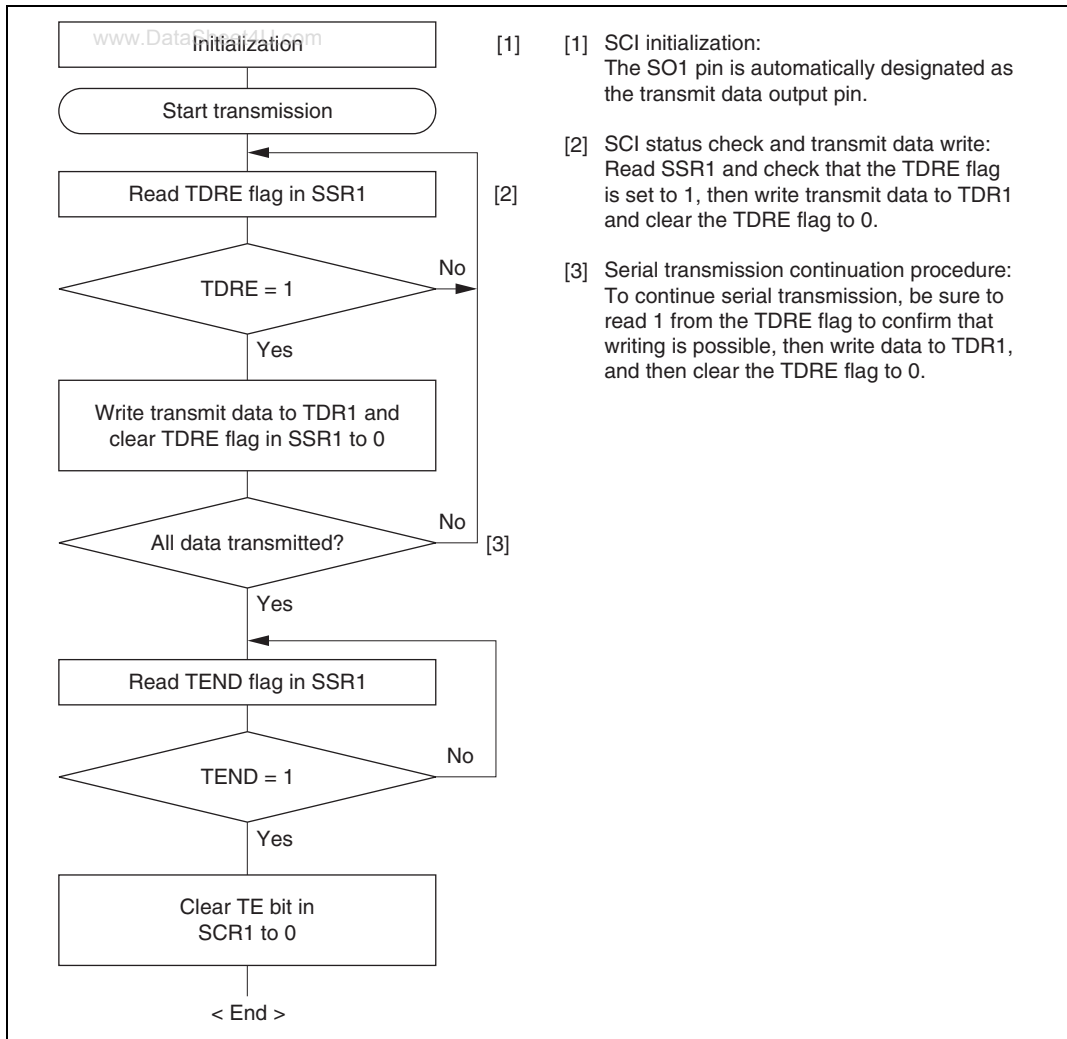 www.DataSheet4U.com
Initialization
[1]
Start transmission
Read TDRE flag in SSR1
[2]
TDRE = 1
No
Yes
Write transmit data to TDR1 and
clear TDRE flag in SSR1 to 0
All data transmitted?
No
[3]
Yes
Read TEND flag in SSR1
TEND = 1
No
Yes
Clear TE bit in
SCR1 to 0
< End >
[1] SCI initialization:
The SO1 pin is automatically designated as
the transmit data output pin.
[2] SCI status check and transmit data write:
Read SSR1 and check that the TDRE flag
is set to 1, then write transmit data to TDR1
and clear the TDRE flag to 0.
[3] Serial transmission continuation procedure:
To continue serial transmission, be sure to
read 1 from the TDRE flag to confirm that
writing is possible, then write data to TDR1,
and then clear the TDRE flag to 0.